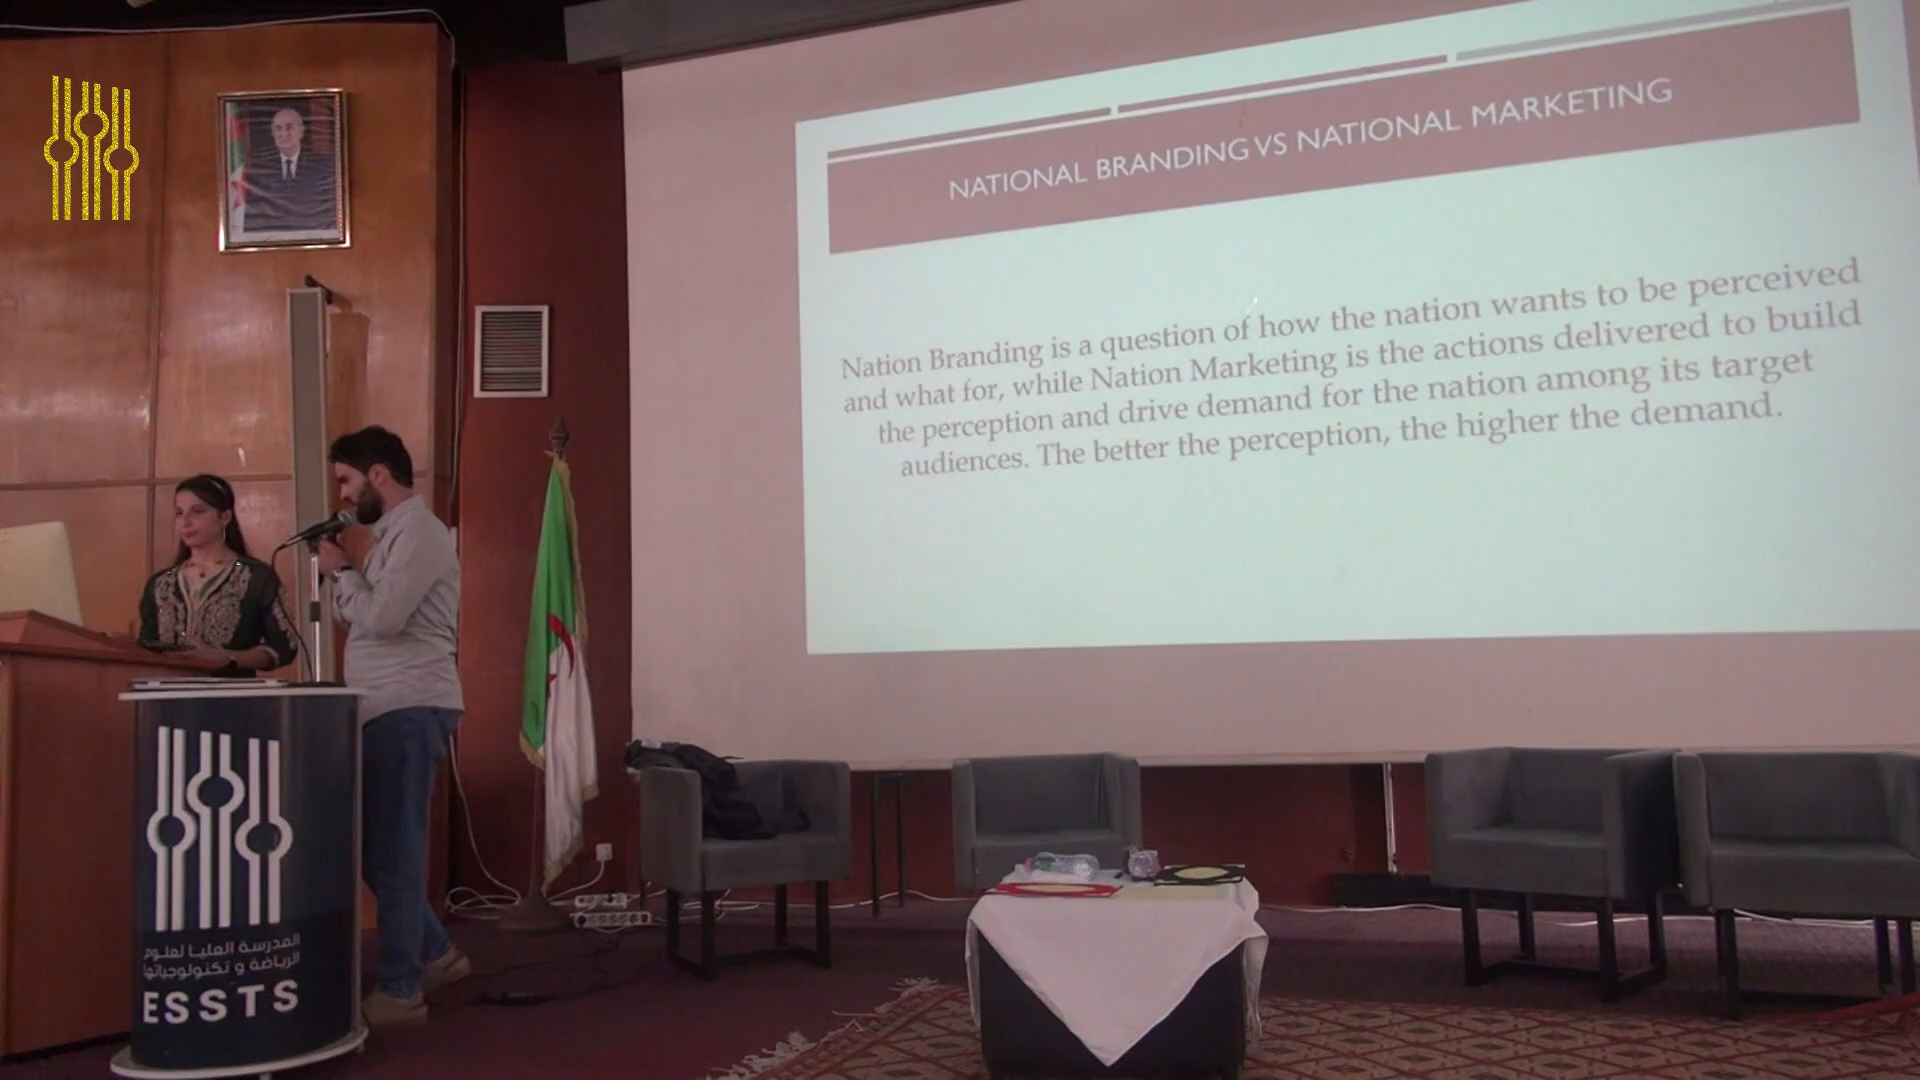 NATIONAL BRANDING VS NATIONAL MARKETING
Nation Branding is a question of how the nation wants to be perceived
and what for, while Nation Marketing is the actions delivered to build
the perception and drive demand for the nation among its target
audiences. The better the perception, the higher the demand.
المدرسة العليا لعلوم
الرياضة و تكنولوجياتها
ESSTS